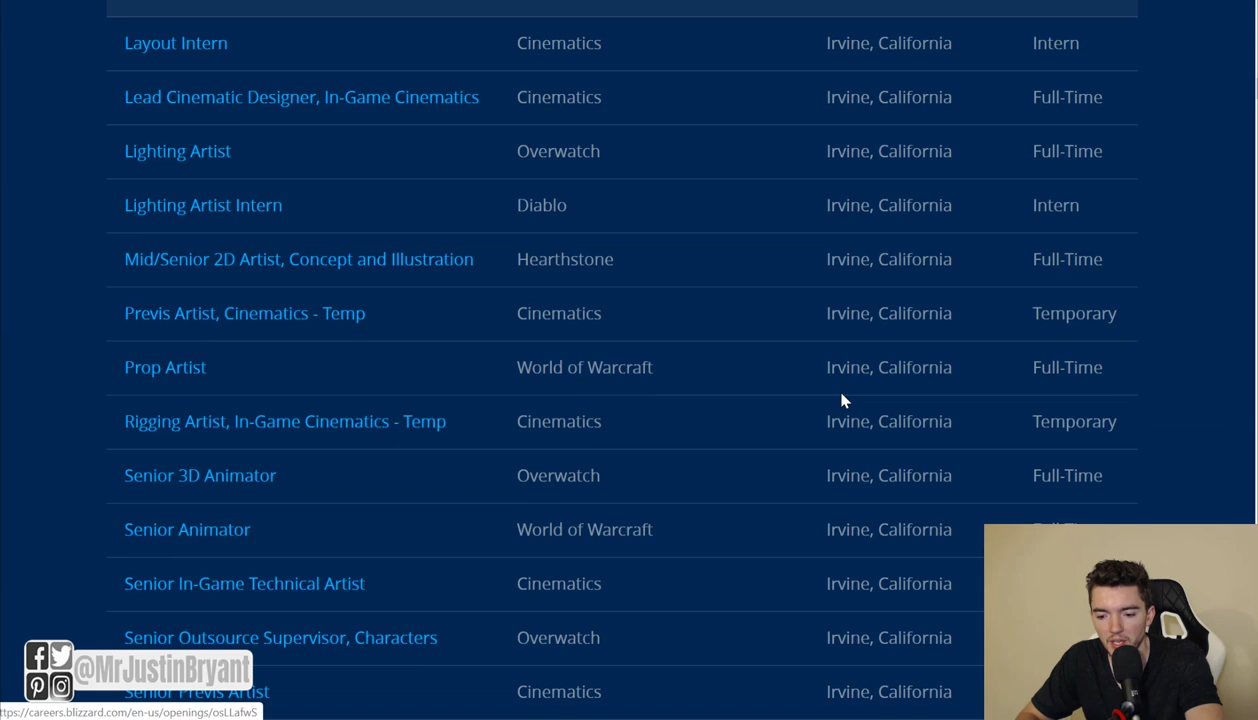 Layout Intern Cinematics Irvine, California Intern
Lead Cinematic Designer, In-Game Cinematics Cinematics Irvine, California Full-Time
Lighting Artist Overwatch Irvine, California Full-Time
Lighting Artist Intern Diablo Irvine, California Intern
Mid/Senior 2D Artist, Concept and Illustration Hearthstone Irvine, California Full-Time
Previs Artist, Cinematics - Temp Cinematics Irvine, California Temporary
Prop Artist World of Warcraft Irvine, California Full-Time
Rigging Artist, In-Game Cinematics - Temp Cinematics Irvine, California Temporary
Senior 3D Animator Overwatch Irvine, California Full-Time
Senior Animator World of Warcraft Irvine, California
Senior In-Game Technical Artist Cinematics Irvine, California
Senior Outsource Supervisor, Characters Overwatch Irvine, California
@MrJustinBryant
Senior Previs Artist Cinematics Irvine, California
ttps://careers.blizzard.com/en-us/openings/osLLafwS